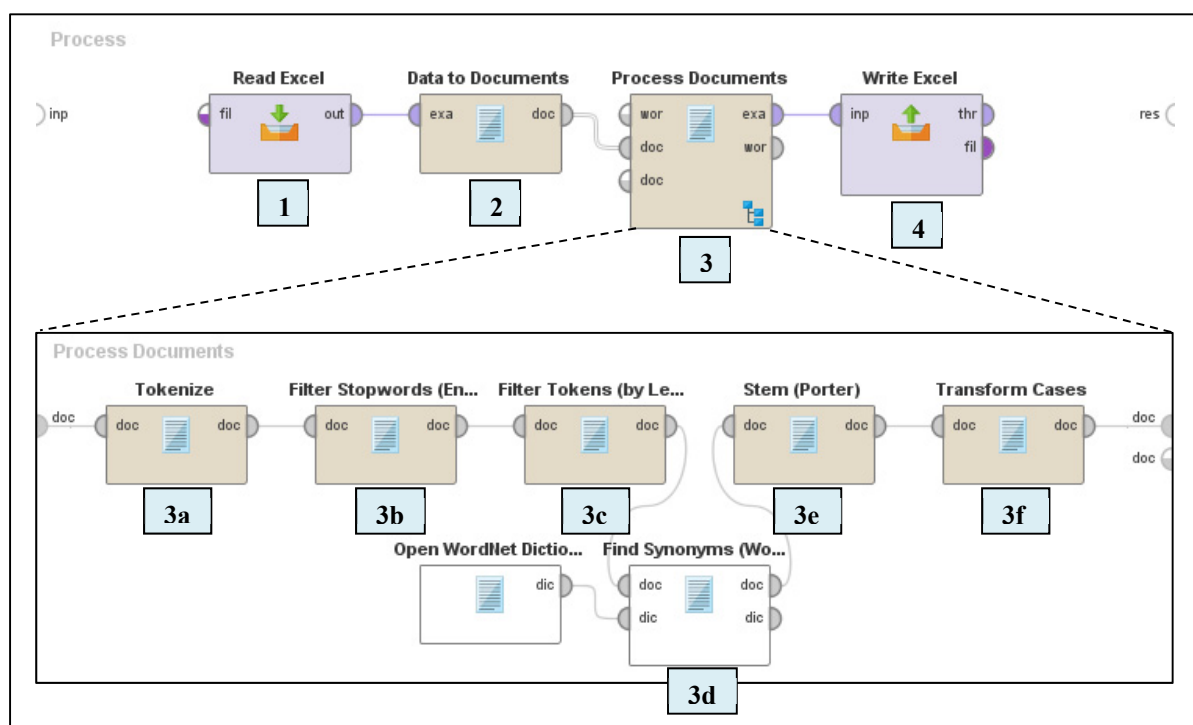 Process
Read Excel Data to Documents Process Documents Write Excel
inp fil out exa doc wor exa inp thr res
doc wor fil
doc
1 2 3 4
Process Documents
Tokenize Filter Stopwords (En... Filter Tokens (by Le... Stem (Porter) Transform Cases
doc doc doc doc doc doc doc doc doc doc doc doc
doc
3a 3b 3c 3e 3f
Open WordNet Dictio... Find Synonyms (Wo...
dic doc doc
dic dic
3d